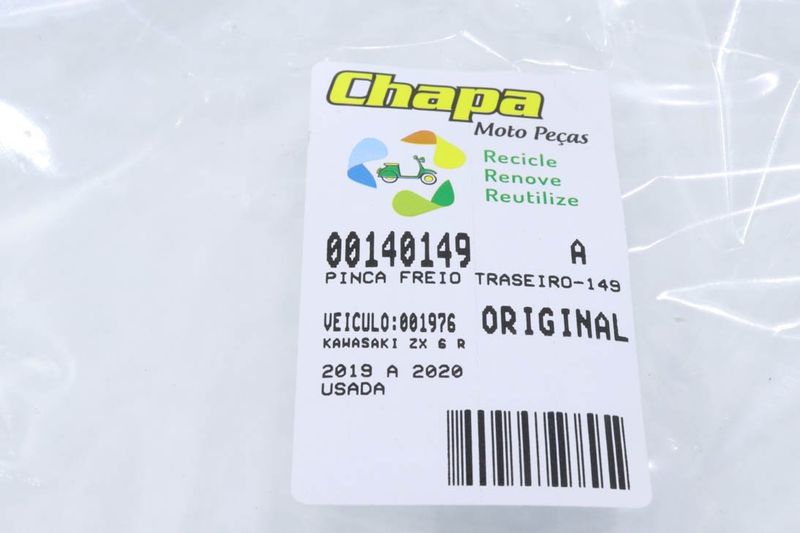 Chapa
Moto Peças
Recicle
Renove
Reutilize
00140149 A
PINCA FREIO TRASEIRO-149
VEICULO:001976 ORIGINAL
KAWASAKI ZX 6 R
2019 A 2020
USADA